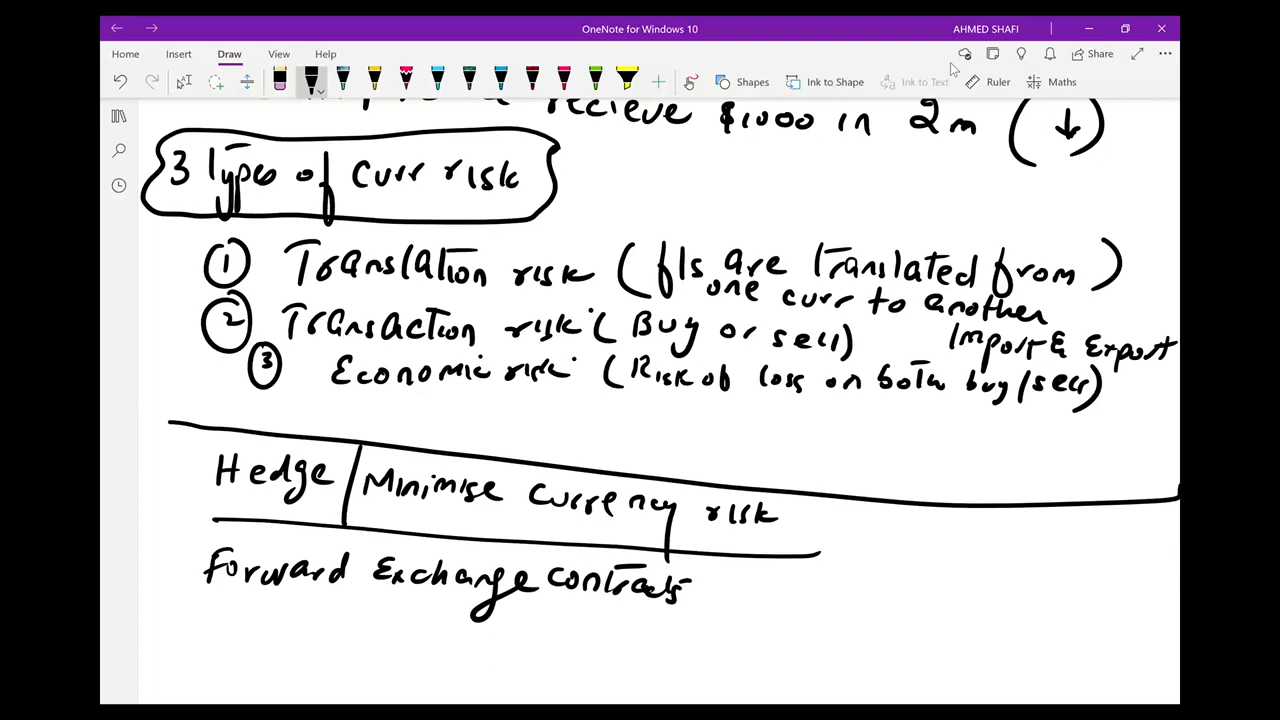 OneNote for Windows 10
AHMED SHAFI
Home Insert Draw View Help
Share
Shapes Ink to Shape Ink to Text Ruler Maths
recieve $1000 in 2m (↓)
3 Types of curr risk
① Translation risk (f/s are translated from)
one curr to another
② Transaction risk (Buy or sell) Import & Export
③ Economic risk (Risk of loss on both buy/sell)
Hedge | Minimise currency risk
Forward Exchange contracts